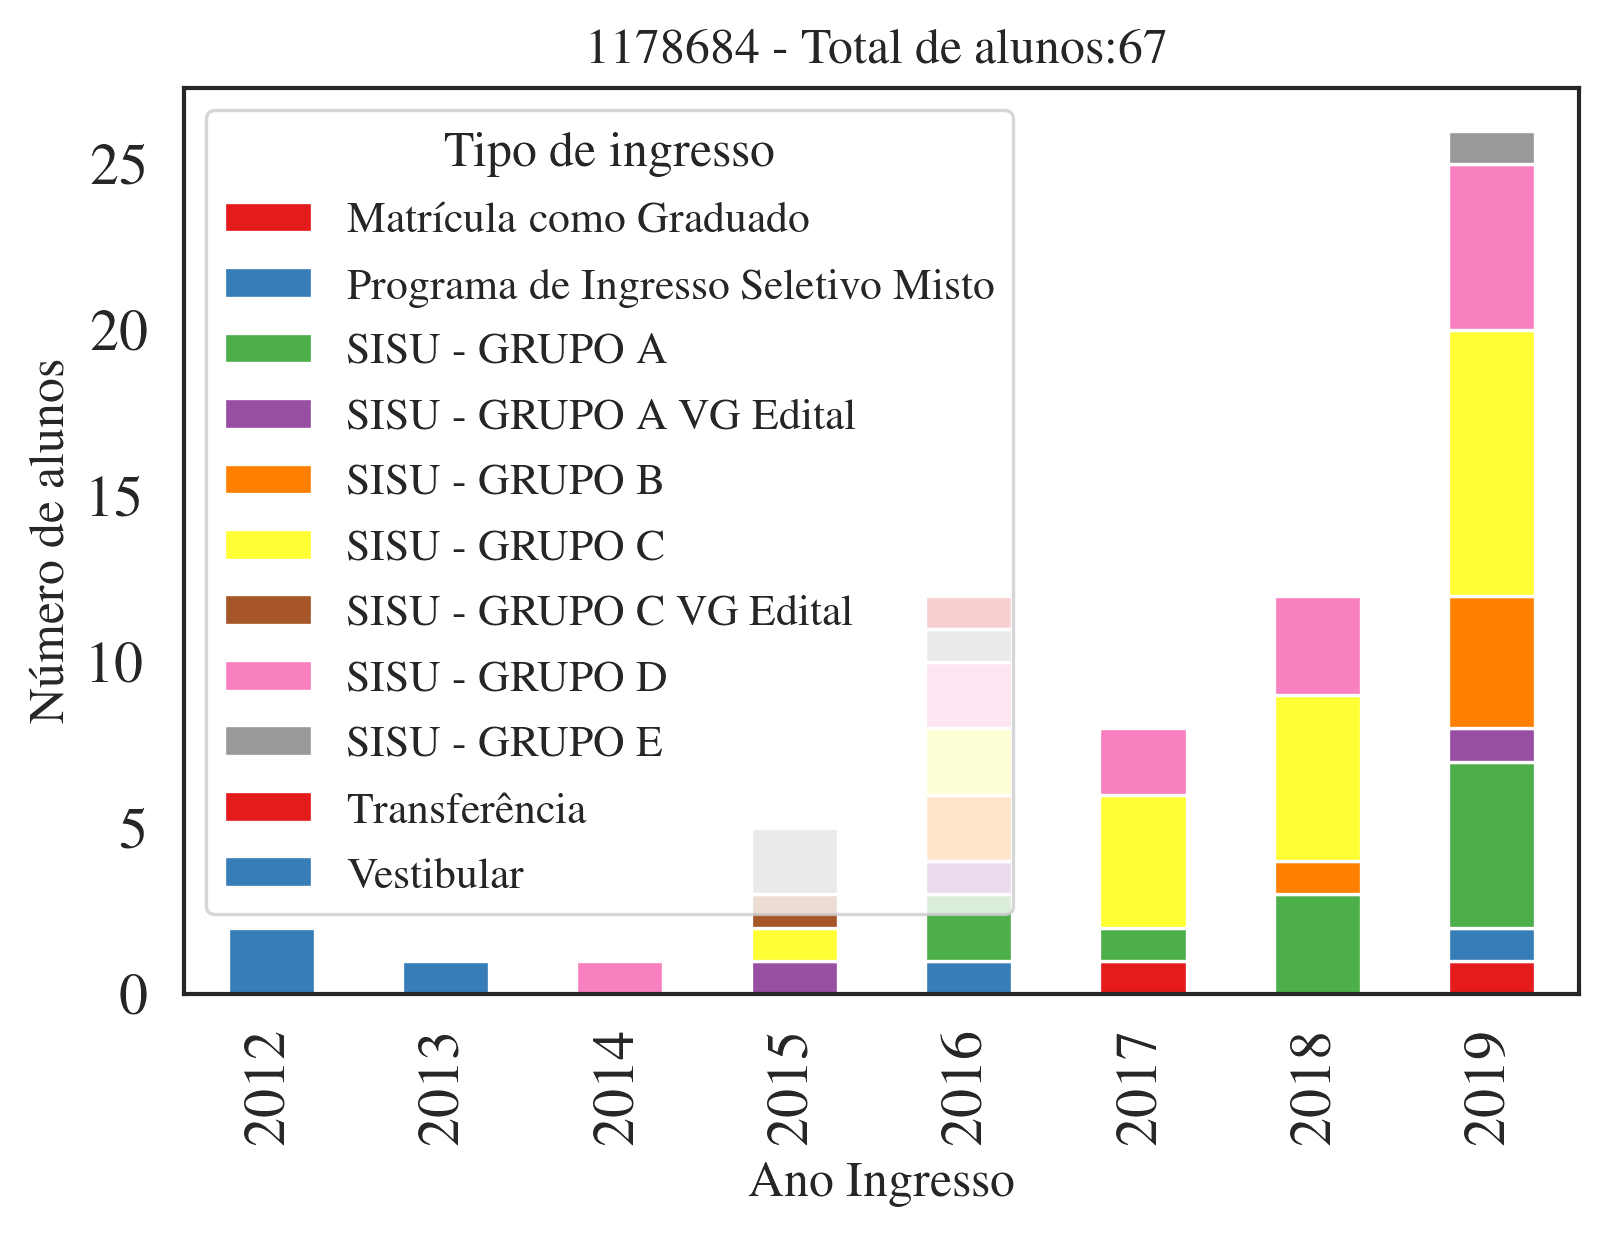 1178684 - Total de alunos:67
Tipo de ingresso
Matrícula como Graduado
Programa de Ingresso Seletivo Misto
SISU - GRUPO A
SISU - GRUPO A VG Edital
SISU - GRUPO B
SISU - GRUPO C
SISU - GRUPO C VG Edital
SISU - GRUPO D
SISU - GRUPO E
Transferência
Vestibular
Número de alunos
25
20
15
10
5
0
2012
2013
2014
2015
2016
2017
2018
2019
Ano Ingresso